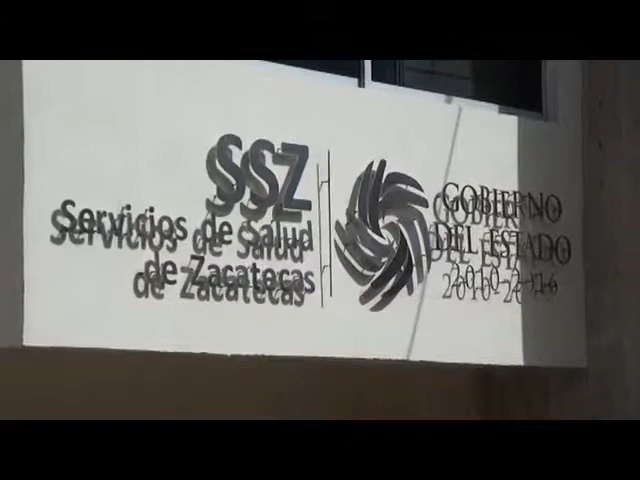 SSZ
Servicios de Salud
de Zacatecas
GOBIERNO
DEL ESTADO
2010-2016